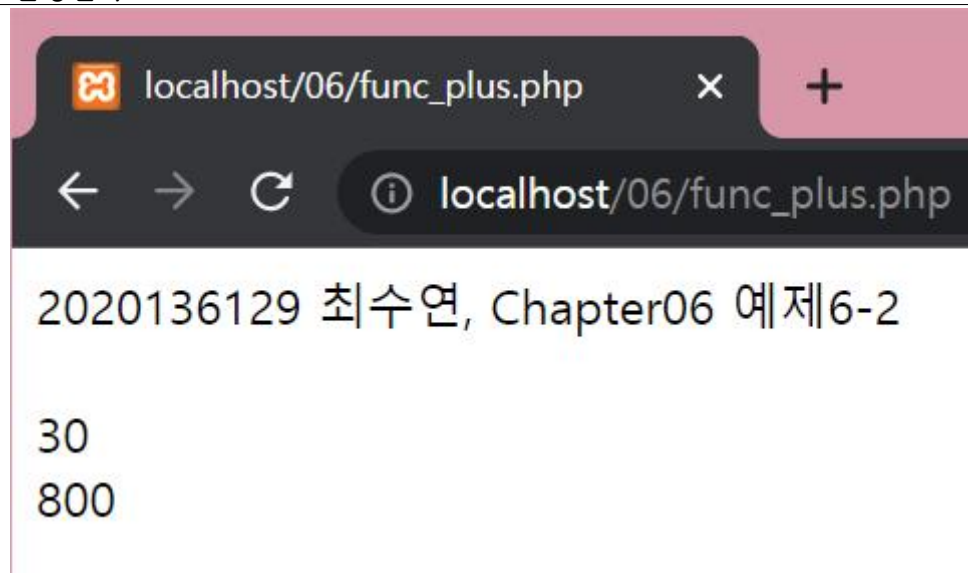 localhost/06/func_plus.php
localhost/06/func_plus.php
2020136129 최수연, Chapter06 예제6-2
30
800